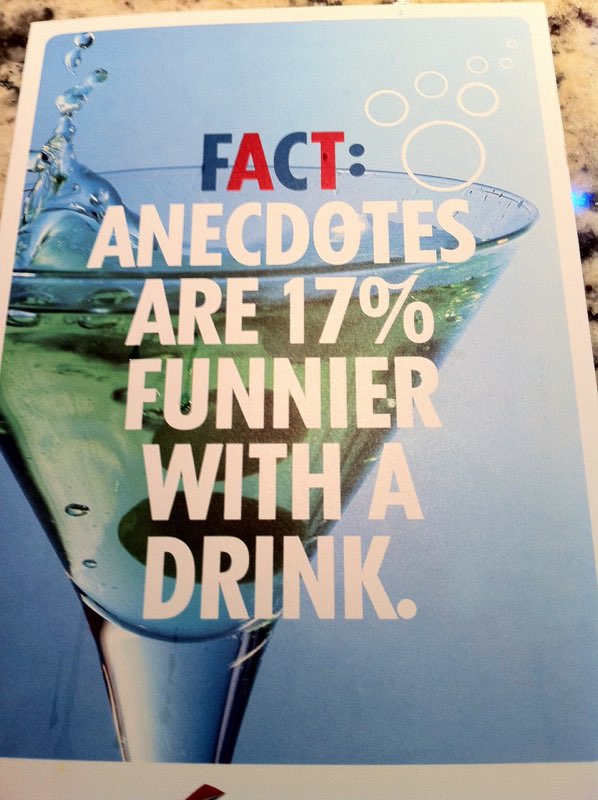 FACT:
ANECDOTES
ARE 17%
FUNNIER
WITH A
DRINK.